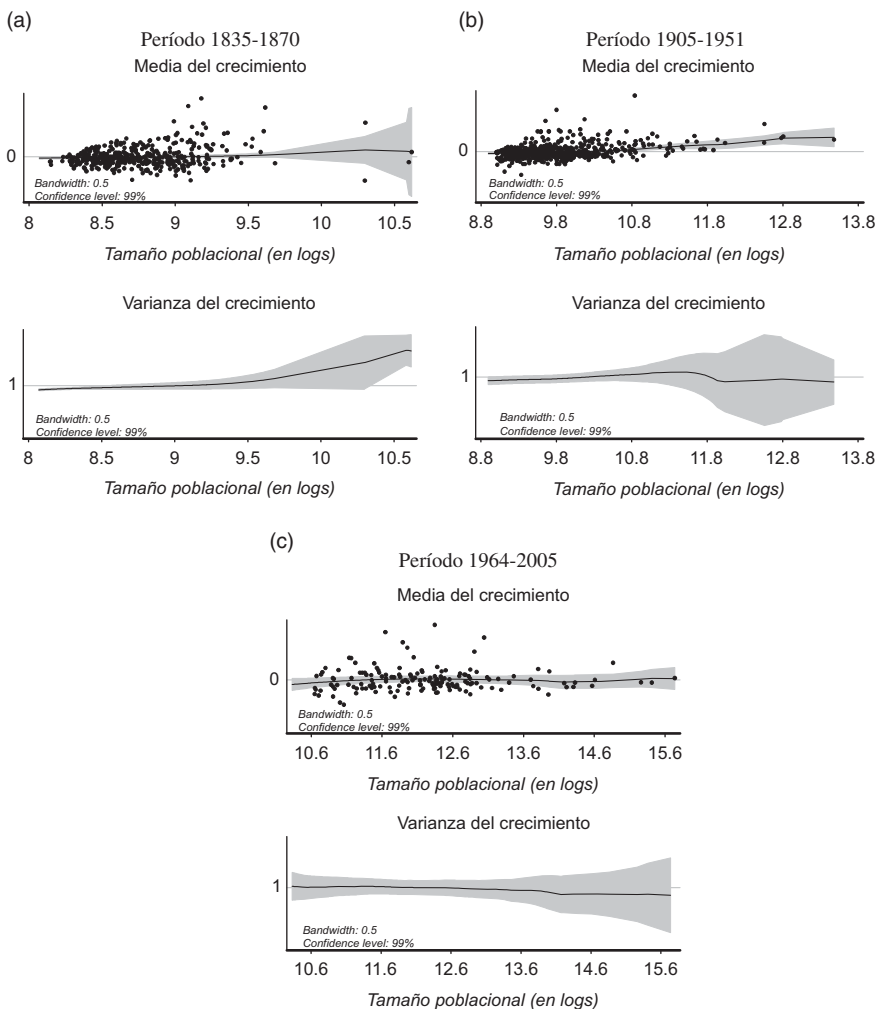 (a)
Período 1835-1870
Media del crecimiento
0
Bandwidth: 0.5
Confidence level: 99%
8 8.5 9 9.5 10 10.5
Tamaño poblacional (en logs)
Varianza del crecimiento
1
Bandwidth: 0.5
Confidence level: 99%
8 8.5 9 9.5 10 10.5
Tamaño poblacional (en logs)
(b)
Período 1905-1951
Media del crecimiento
0
Bandwidth: 0.5
Confidence level: 99%
8.8 9.8 10.8 11.8 12.8 13.8
Tamaño poblacional (en logs)
Varianza del crecimiento
1
Bandwidth: 0.5
Confidence level: 99%
8.8 9.8 10.8 11.8 12.8 13.8
Tamaño poblacional (en logs)
(c)
Período 1964-2005
Media del crecimiento
0
Bandwidth: 0.5
Confidence level: 99%
10.6 11.6 12.6 13.6 14.6 15.6
Tamaño poblacional (en logs)
Varianza del crecimiento
1
Bandwidth: 0.5
Confidence level: 99%
10.6 11.6 12.6 13.6 14.6 15.6
Tamaño poblacional (en logs)